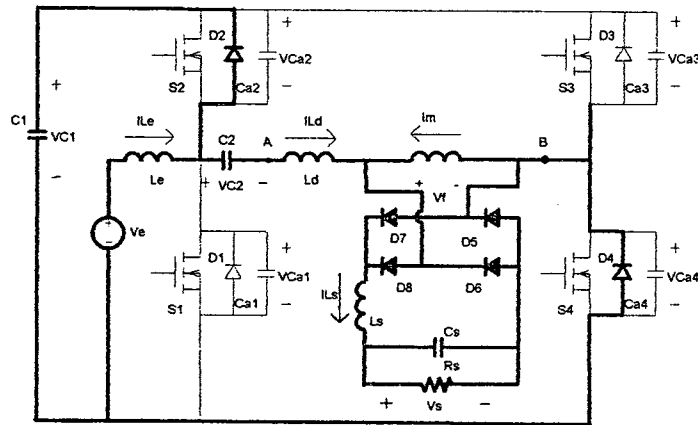 D2
+
VCa2
-
S2
Ca2
D3
+
VCa3
-
S3
Ca3
C1
+
VC1
-
ILe
Le
C2
+
VC2
-
A
ILd
Ld
Im
B
+
Vf
-
D7
D5
D8
D6
+
-
Ve
D1
+
VCa1
-
S1
Ca1
D4
+
VCa4
-
S4
Ca4
ILs
Ls
Cs
Rs
+
Vs
-